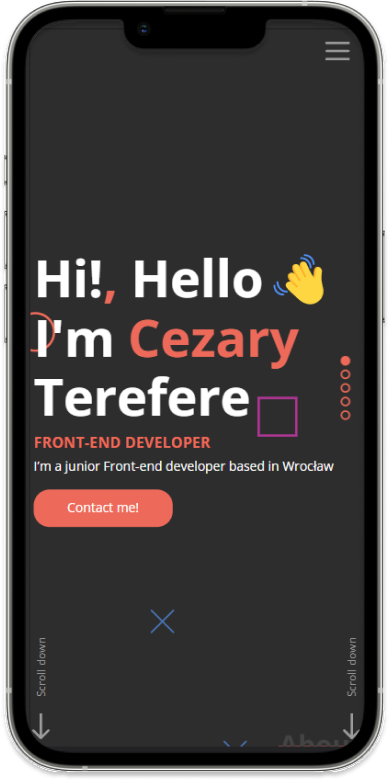 Hi!, Hello 👋
I'm Cezary
Terefere
FRONT-END DEVELOPER
I'm a junior Front-end developer based in Wrocław
Contact me!
Scroll down
Scroll down
Abou